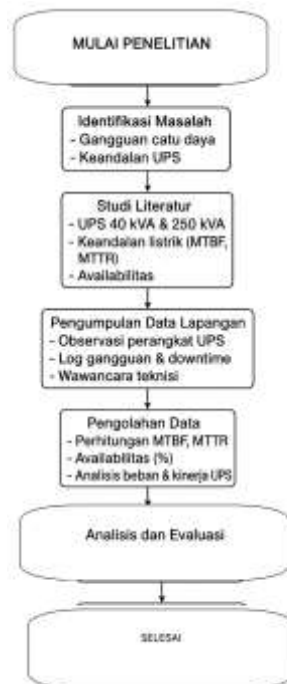 MULAI PENELITIAN
Identifikasi Masalah
- Gangguan catu daya
- Keandalan UPS
Studi Literatur
- UPS 40 kVA & 250 kVA
- Keandalan listrik (MTBF,
MTTR)
- Availabilitas
Pengumpulan Data Lapangan
- Observasi perangkat UPS
- Log gangguan & downtime
- Wawancara teknisi
Pengolahan Data
- Perhitungan MTBF, MTTR
- Availabilitas (%)
- Analisis beban & kinerja UPS
Analisis dan Evaluasi
SELESAI